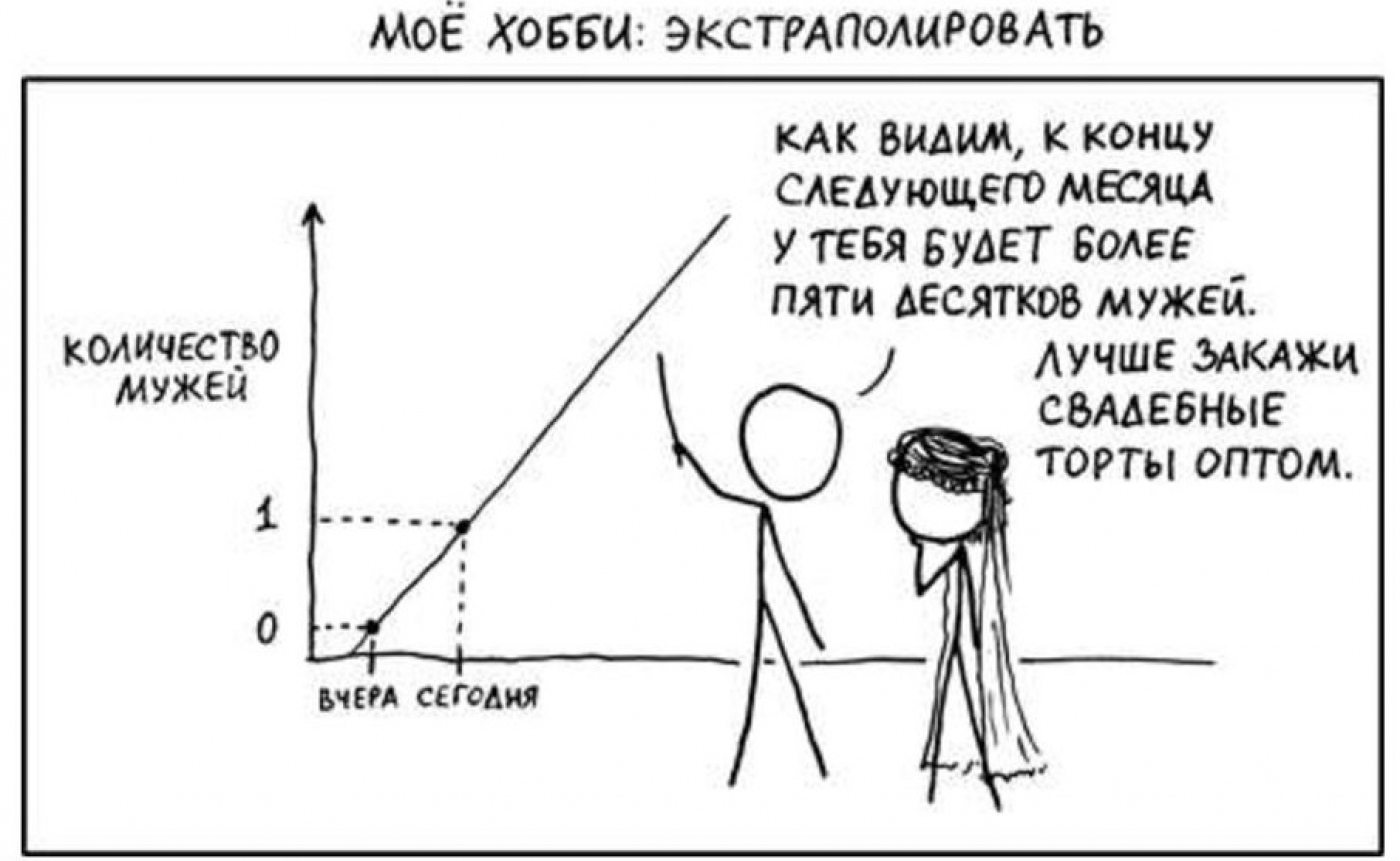 МОЁ ХОББИ: ЭКСТРАПОЛИРОВАТЬ
КАК ВИДИМ, К КОНЦУ
СЛЕДУЮЩЕГО МЕСЯЦА
У ТЕБЯ БУДЕТ БОЛЕЕ
ПЯТИ ДЕСЯТКОВ МУЖЕЙ.
ЛУЧШЕ ЗАКАЖИ
СВАДЕБНЫЕ
ТОРТЫ ОПТОМ.
КОЛИЧЕСТВО
МУЖЕЙ
1
0
ВЧЕРА СЕГОДНЯ